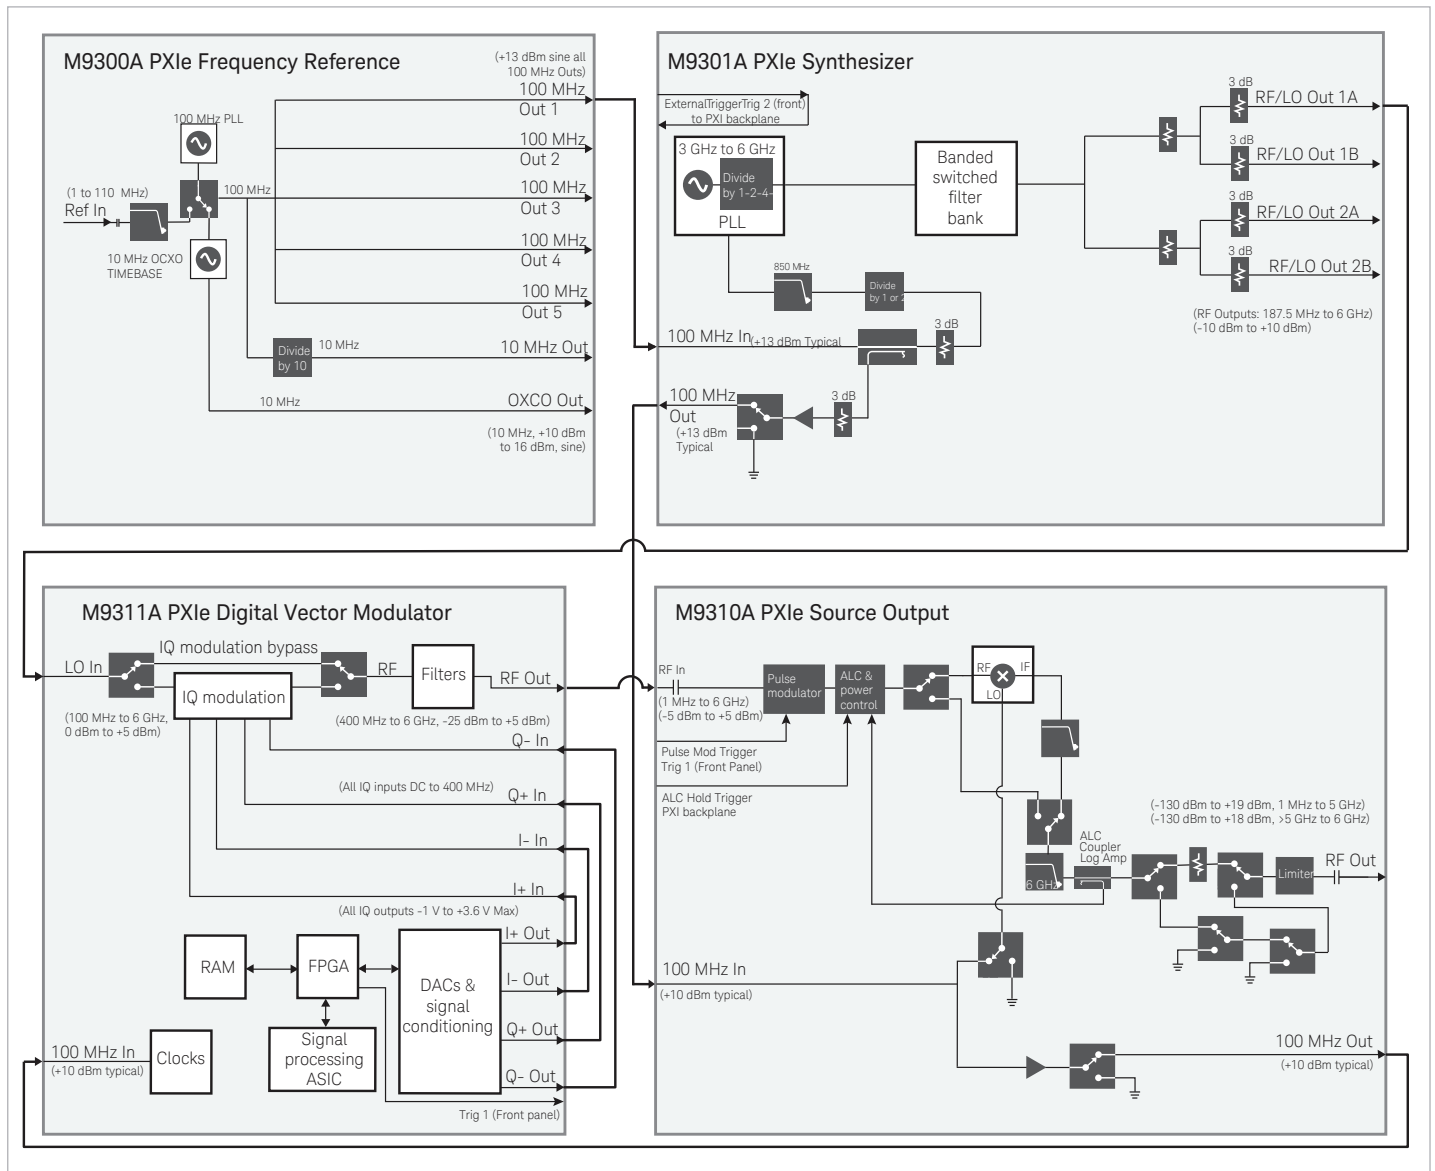 M9300A PXIe Frequency Reference
(+13 dBm sine all
100 MHz Outs)
100 MHz
Out 1
100 MHz PLL
100 MHz
Out 2
(1 to 110 MHz)
Ref In
100 MHz
100 MHz
Out 3
10 MHz OCXO
TIMEBASE
100 MHz
Out 4
100 MHz
Out 5
Divide
by 10
10 MHz
10 MHz Out
10 MHz
OXCO Out
(10 MHz, +10 dBm
to 16 dBm, sine)
M9301A PXIe Synthesizer
ExternalTriggerTrig 2 (front)
to PXI backplane
3 GHz to 6 GHz
Divide
by 1-2-4-
PLL
Banded
switched
filter
bank
3 dB
RF/LO Out 1A
3 dB
RF/LO Out 1B
3 dB
RF/LO Out 2A
3 dB
RF/LO Out 2B
(RF Outputs: 187.5 MHz to 6 GHz)
(-10 dBm to +10 dBm)
850 MHz
Divide
by 1 or 2
100 MHz In
(+13 dBm Typical
3 dB
100 MHz
Out
(+13 dBm
Typical
3 dB
M9311A PXIe Digital Vector Modulator
IQ modulation bypass
LO In
IQ modulation
RF
Filters
RF Out
(100 MHz to 6 GHz,
0 dBm to +5 dBm)
(400 MHz to 6 GHz, -25 dBm to +5 dBm)
Q- In
(All IQ inputs DC to 400 MHz)
Q+ In
I- In
I+ In
(All IQ outputs -1 V to +3.6 V Max)
I+ Out
RAM
FPGA
DACs &
signal
conditioning
I- Out
Q+ Out
Signal
processing
ASIC
100 MHz In
(+10 dBm typical)
Clocks
Q- Out
Trig 1 (Front panel)
M9310A PXIe Source Output
RF In
(1 MHz to 6 GHz)
(-5 dBm to +5 dBm)
Pulse
modulator
ALC &
power
control
RF
IF
LO
Pulse Mod Trigger
Trig 1 (Front Panel)
ALC Hold Trigger
PXI backplane
(-130 dBm to +19 dBm, 1 MHz to 5 GHz)
(-130 dBm to +18 dBm, >5 GHz to 6 GHz)
ALC
Coupler
Log Amp
6 GHz
Limiter
RF Out
100 MHz In
(+10 dBm typical)
100 MHz Out
(+10 dBm typical)